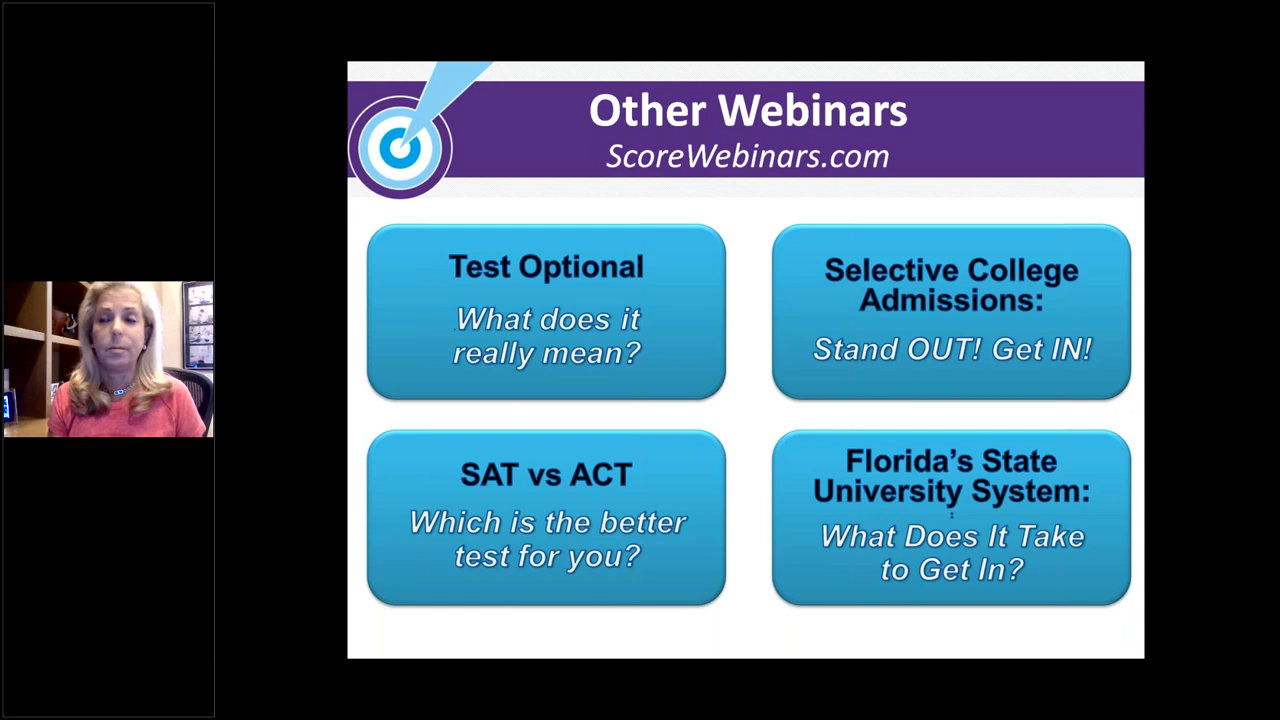 Other Webinars
ScoreWebinars.com
Test Optional
What does it
really mean?
Selective College
Admissions:
Stand OUT! Get IN!
SAT vs ACT
Which is the better
test for you?
Florida’s State
University System:
:
What Does It Take
to Get In?